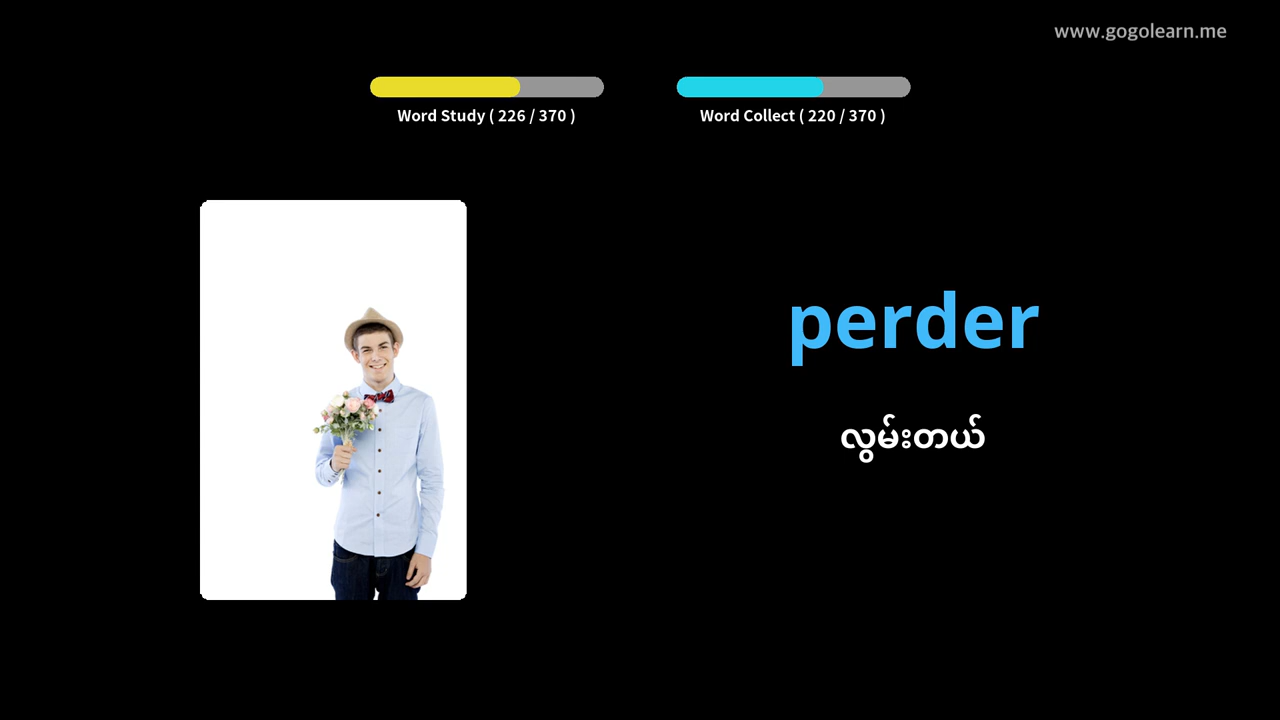 www.gogolearn.me
Word Study ( 226 / 370 )
Word Collect ( 220 / 370 )
perder
လွမ်းတယ်